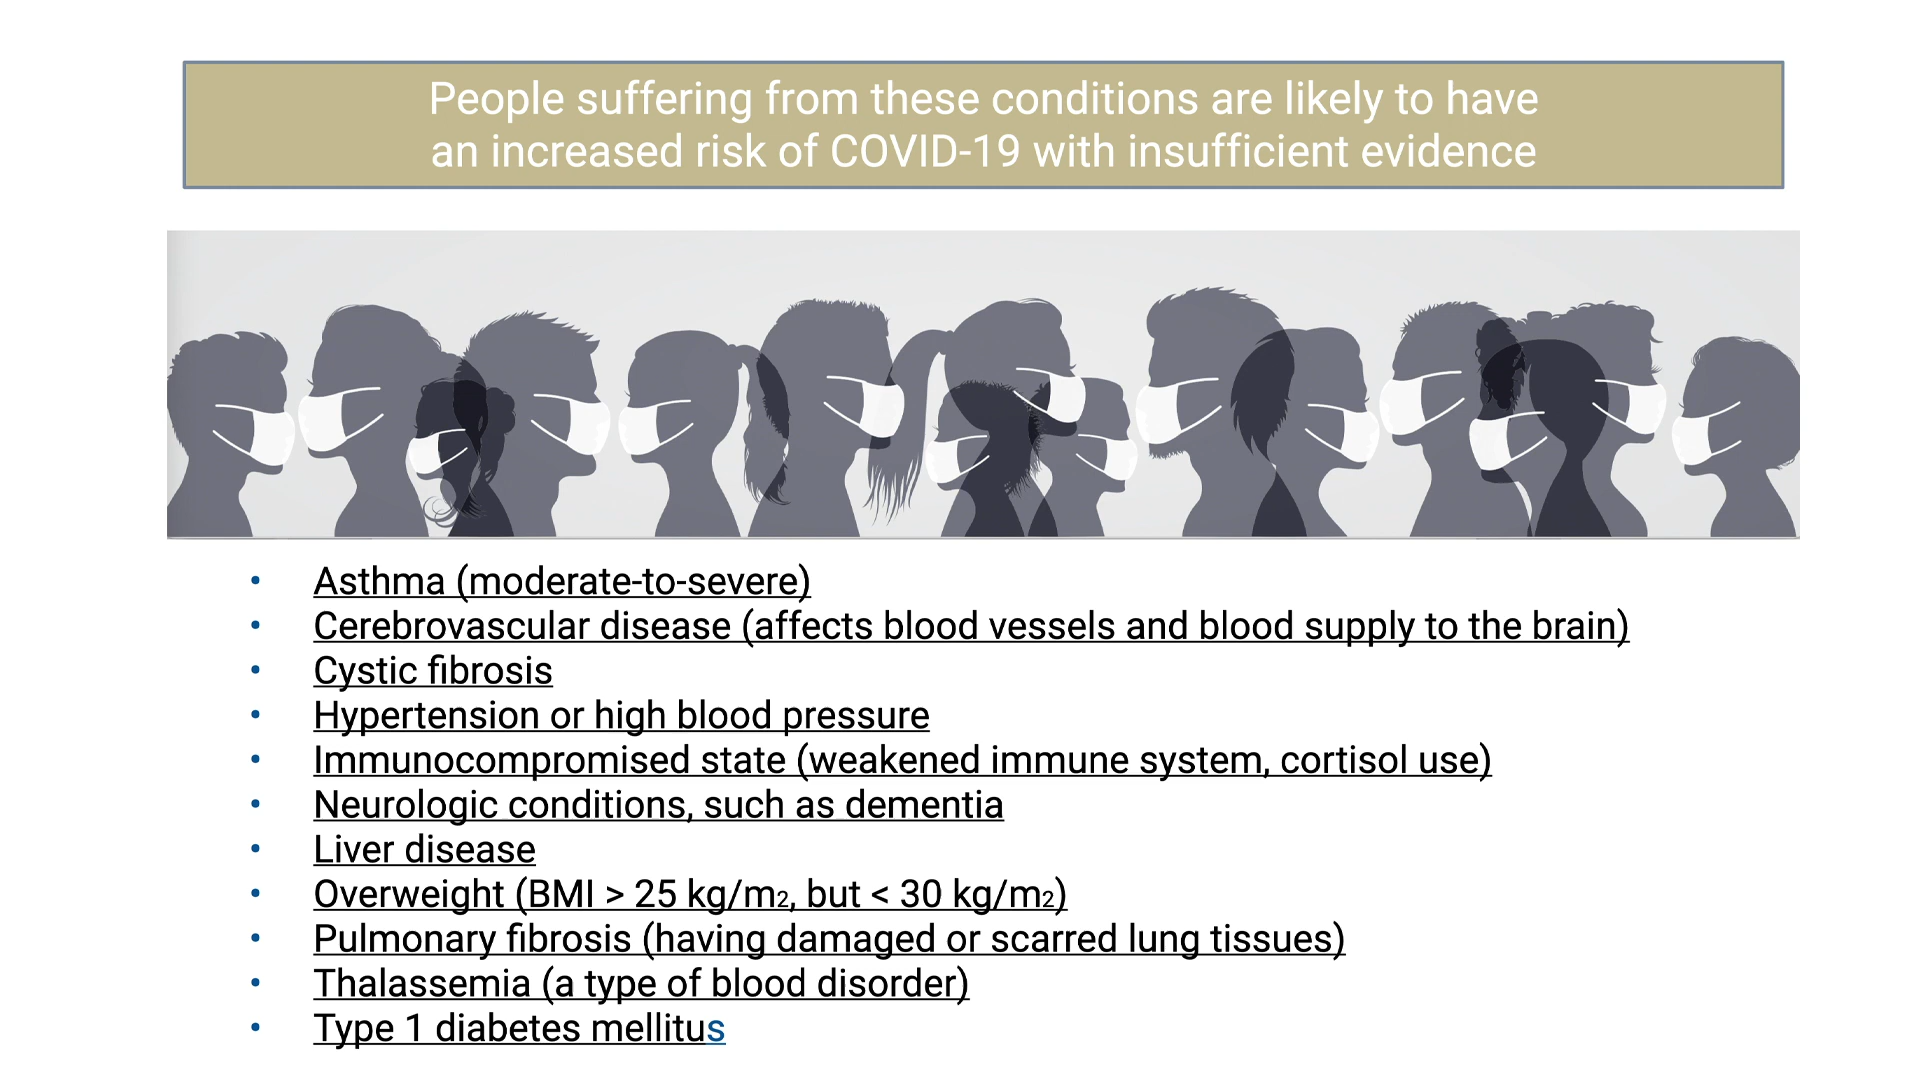 People suffering from these conditions are likely to have
an increased risk of COVID-19 with insufficient evidence
• Asthma (moderate-to-severe)
• Cerebrovascular disease (affects blood vessels and blood supply to the brain)
• Cystic fibrosis
• Hypertension or high blood pressure
• Immunocompromised state (weakened immune system, cortisol use)
• Neurologic conditions, such as dementia
• Liver disease
• Overweight (BMI > 25 kg/m2, but < 30 kg/m2)
• Pulmonary fibrosis (having damaged or scarred lung tissues)
• Thalassemia (a type of blood disorder)
• Type 1 diabetes mellitus